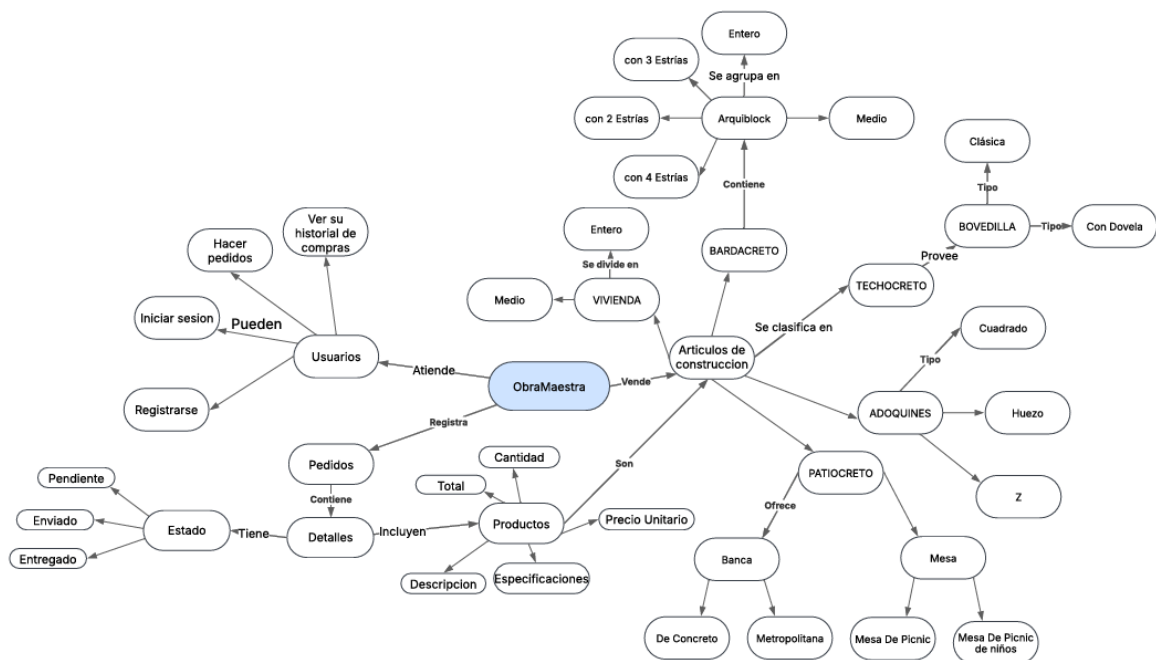 Entero
con 3 Estrías
Se agrupa en
con 2 Estrías
Arquiblock
Medio
con 4 Estrías
Contiene
Clásica
Tipo
BOVEDILLA
Tipo
Con Dovela
Provee
TECHOCRETO
BARDACRETO
Entero
Se divide en
Medio
VIVIENDA
Ver su
historial de
compras
Hacer
pedidos
Iniciar sesion
Pueden
Usuarios
Registrarse
Atiende
ObraMaestra
Vende
Articulos de
construccion
Se clasifica en
Cuadrado
Tipo
ADOQUINES
Huezo
Z
Registra
Pedidos
Contiene
Detalles
Tiene
Estado
Pendiente
Enviado
Entregado
Incluyen
Productos
Cantidad
Total
Precio Unitario
Descripcion
Especificaciones
Son
PATIOCRETO
Ofrece
Banca
Mesa
De Concreto
Metropolitana
Mesa De Picnic
Mesa De Picnic
de niños